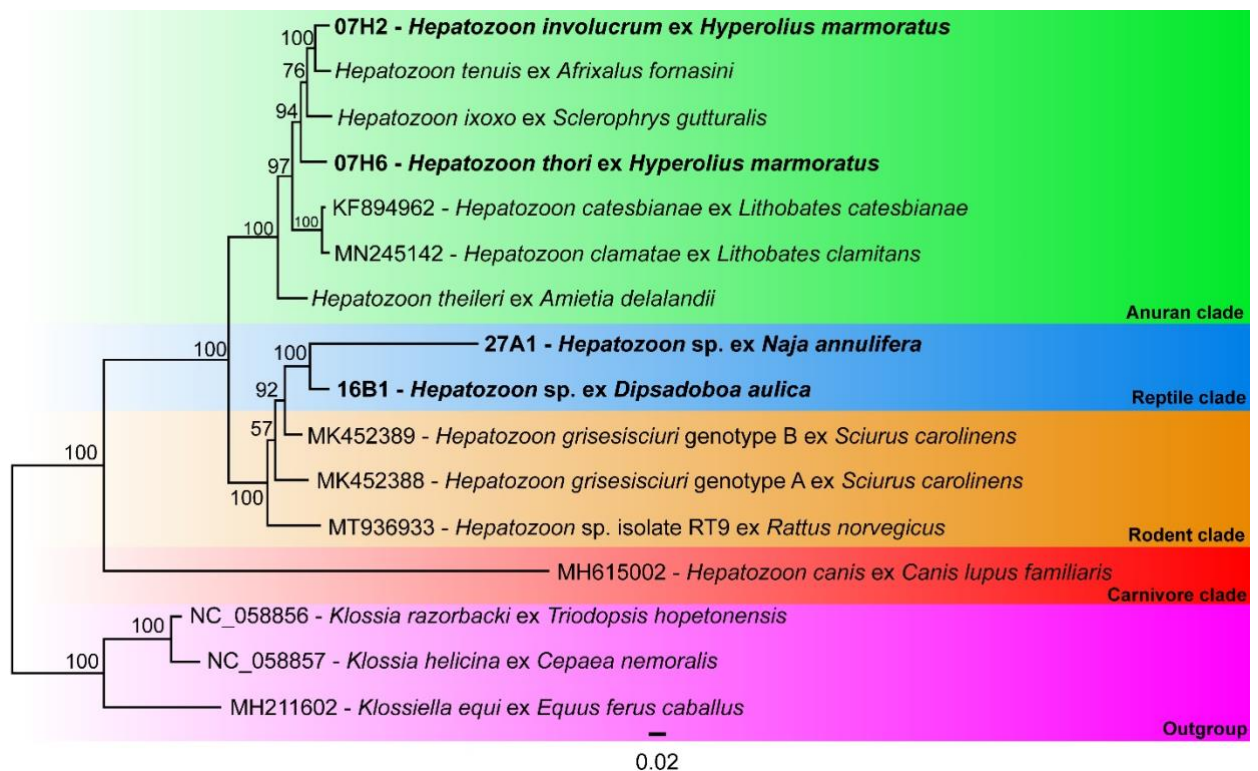 100
07H2 - Hepatozoon involucrum ex Hyperolius marmoratus
76
Hepatozoon tenuis ex Afrixalus fornasini
94
Hepatozoon ixoxo ex Sclerophrys gutturalis
97
07H6 - Hepatozoon thori ex Hyperolius marmoratus
100
KF894962 - Hepatozoon catesbianae ex Lithobates catesbianae
100
MN245142 - Hepatozoon clamatae ex Lithobates clamitans
Hepatozoon theileri ex Amietia delalandii
Anuran clade
100
100
27A1 - Hepatozoon sp. ex Naja annulifera
92
16B1 - Hepatozoon sp. ex Dipsadoboa aulica
Reptile clade
57
MK452389 - Hepatozoon grisesisciuri genotype B ex Sciurus carolinens
100
MK452388 - Hepatozoon grisesisciuri genotype A ex Sciurus carolinens
100
MT936933 - Hepatozoon sp. isolate RT9 ex Rattus norvegicus
Rodent clade
MH615002 - Hepatozoon canis ex Canis lupus familiaris
Carnivore clade
NC_058856 - Klossia razorbacki ex Triodopsis hopetonensis
100
NC_058857 - Klossia helicina ex Cepaea nemoralis
100
MH211602 - Klossiella equi ex Equus ferus caballus
Outgroup
0.02